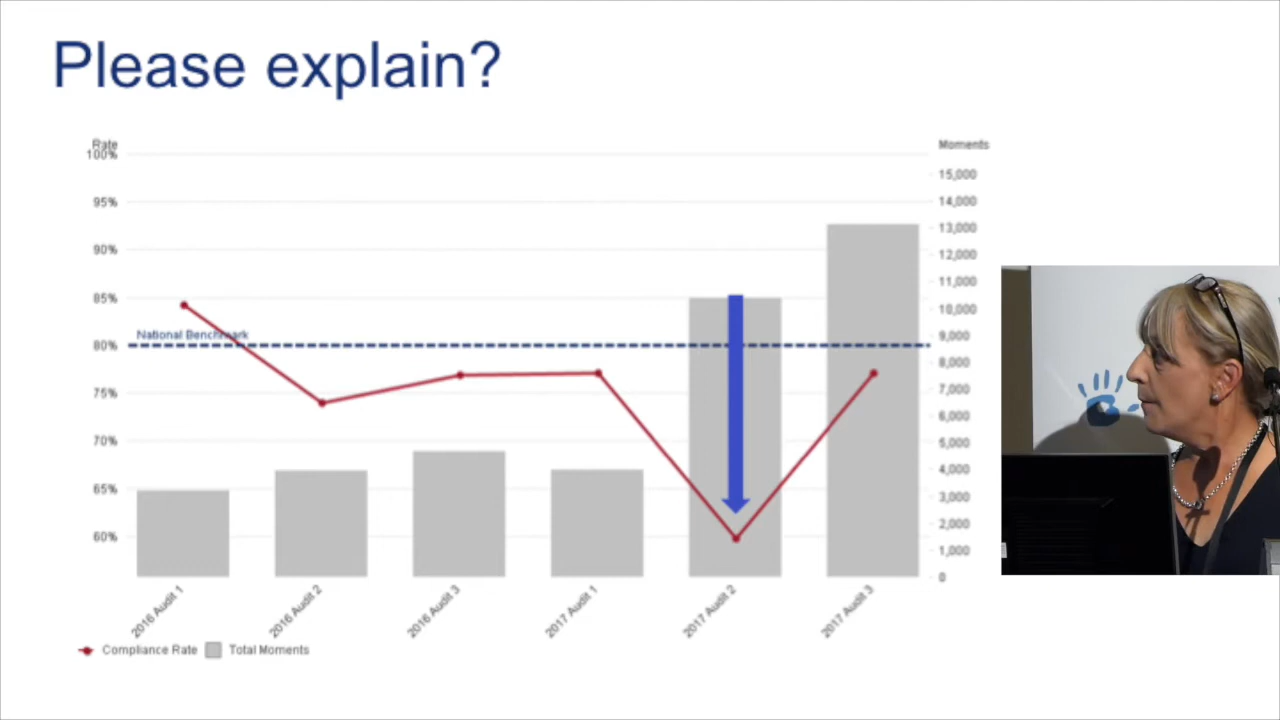 Please explain?
Rate
Moments
100%
95%
90%
85%
80%
75%
70%
65%
60%
National Benchmark
15,000
14,000
13,000
12,000
11,000
10,000
9,000
8,000
7,000
6,000
5,000
4,000
3,000
2,000
1,000
0
2016 Audit 1
2016 Audit 2
2016 Audit 3
2017 Audit 1
2017 Audit 2
2017 Audit 3
Compliance Rate
Total Moments